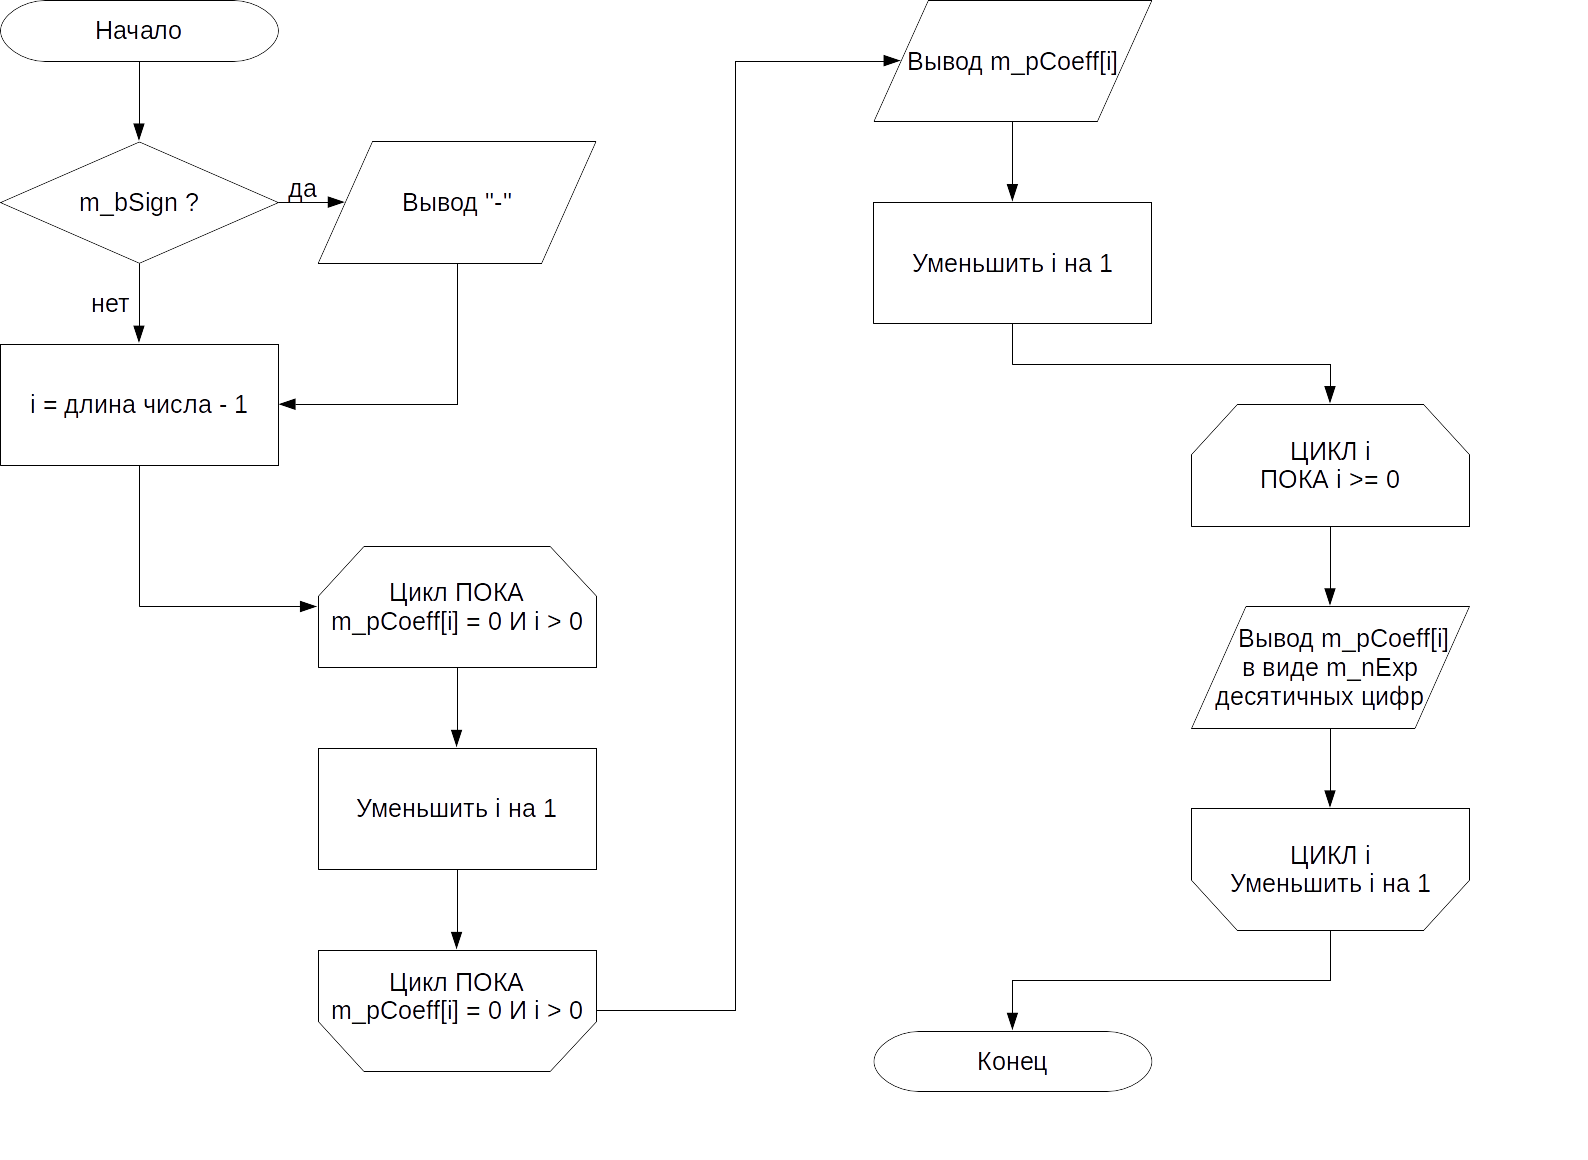 Начало
m_bSign ?
да
Вывод "-"
нет
i = длина числа - 1
Цикл ПОКА
m_pCoeff[i] = 0 И i > 0
Уменьшить i на 1
Цикл ПОКА
m_pCoeff[i] = 0 И i > 0
Вывод m_pCoeff[i]
Уменьшить i на 1
ЦИКЛ i
ПОКА i >= 0
Вывод m_pCoeff[i]
в виде m_nExp
десятичных цифр
ЦИКЛ i
Уменьшить i на 1
Конец